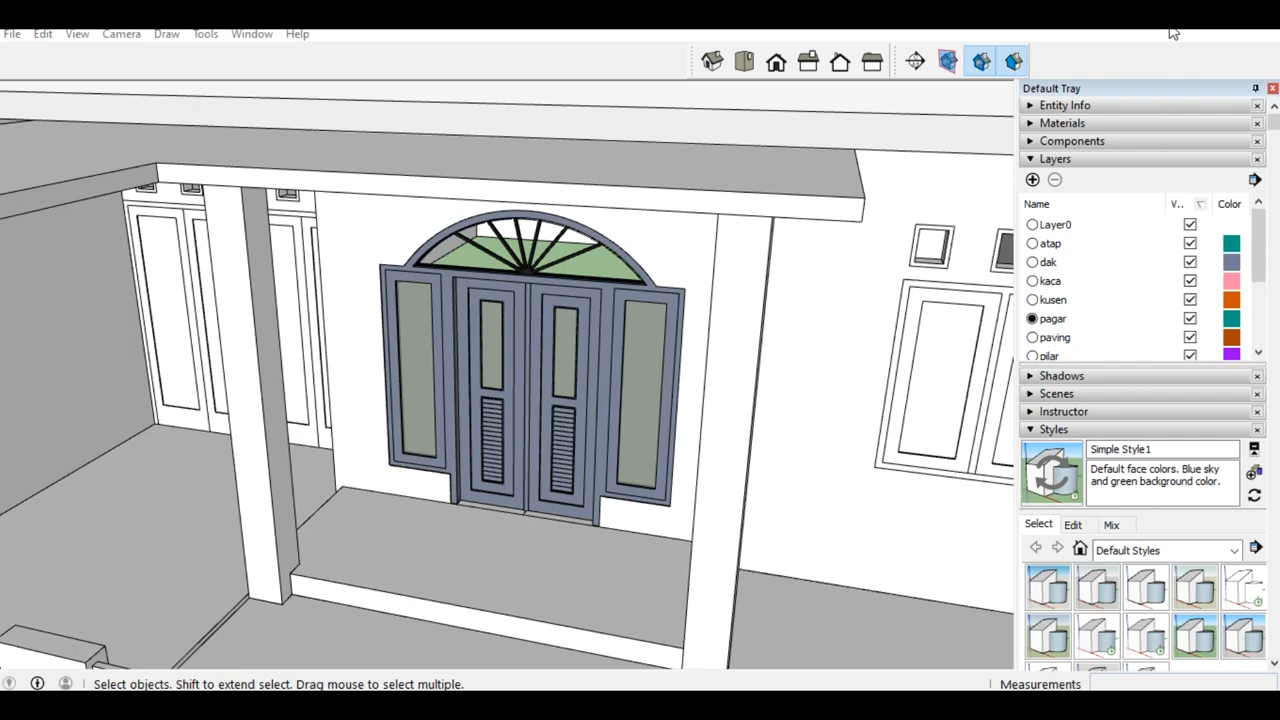 File Edit View Camera Draw Tools Window Help
Default Tray
Entity Info
Materials
Components
Layers
Name V.. Color
Layer0
atap
dak
kaca
kusen
pagar
paving
pilar
Shadows
Scenes
Instructor
Styles
Simple Style1
Default face colors. Blue sky
and green background color.
Select Edit Mix
Default Styles
Select objects. Shift to extend select. Drag mouse to select multiple.
Measurements